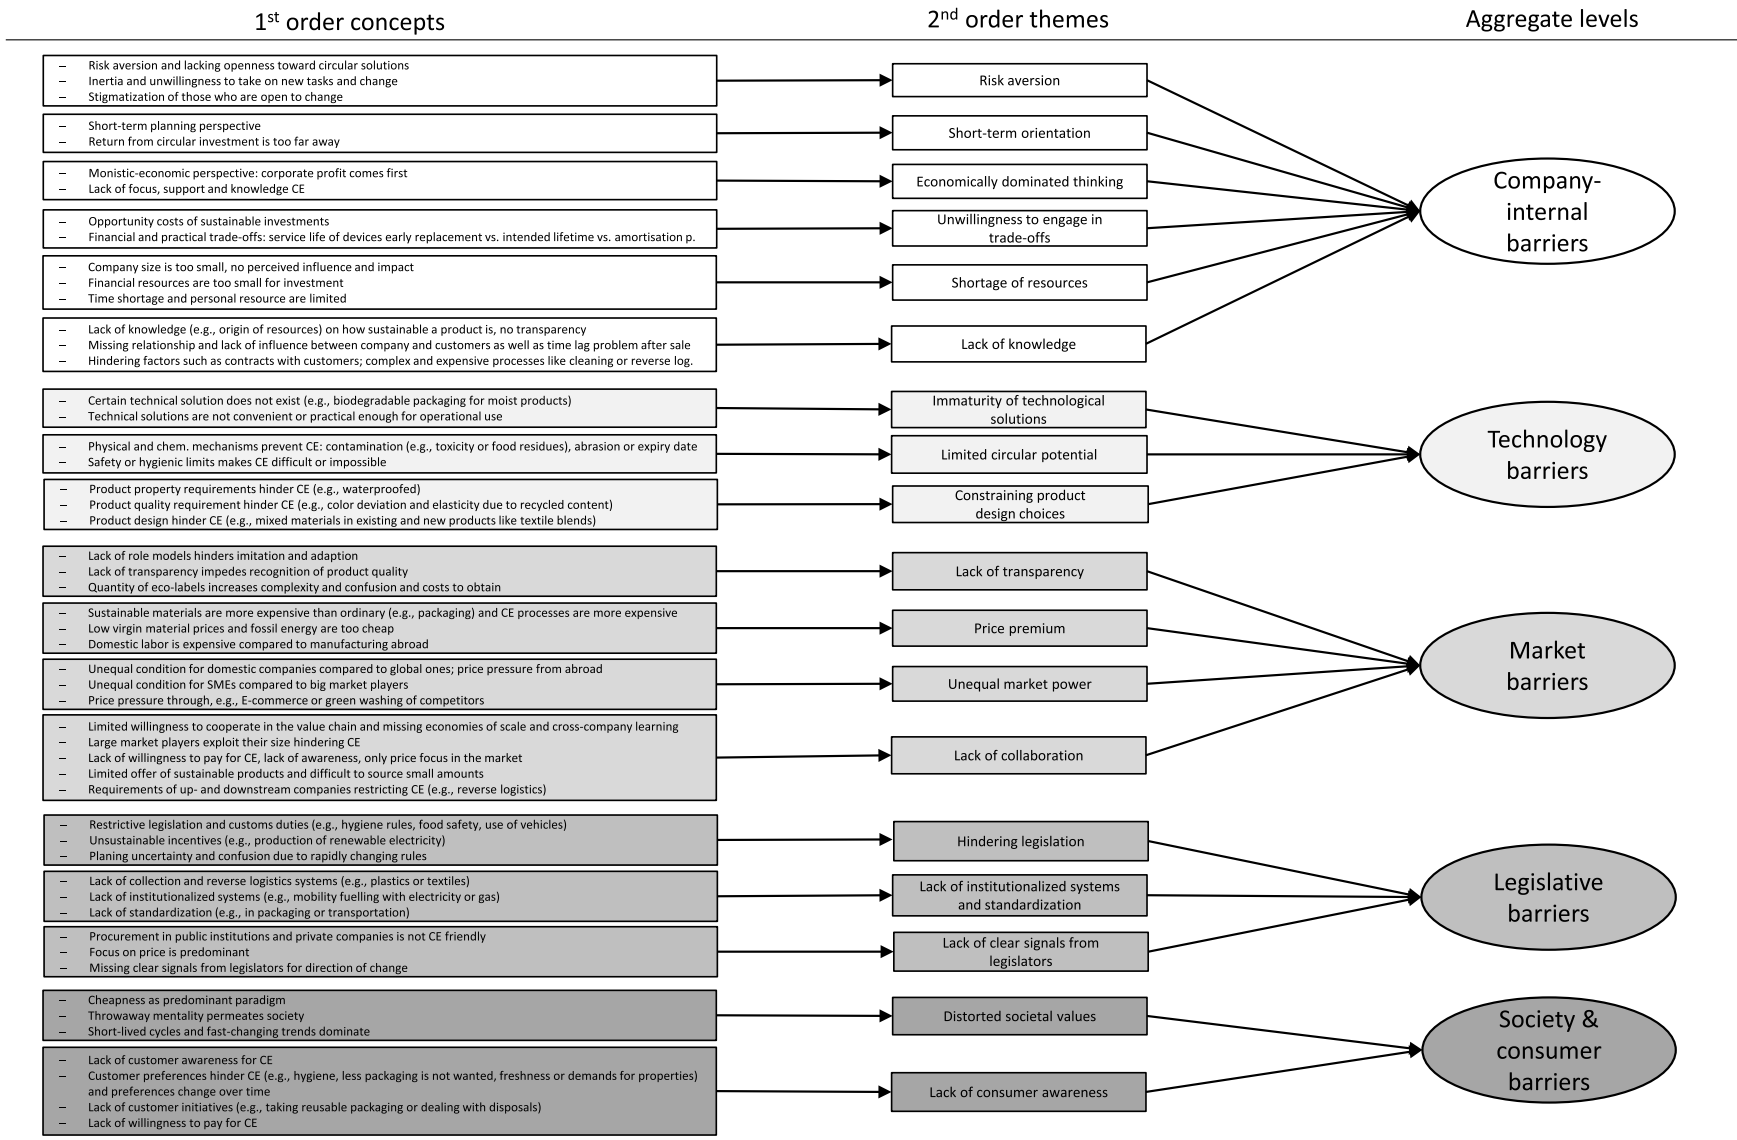 1st order concepts
2nd order themes
Aggregate levels
– Risk aversion and lacking openness toward circular solutions
– Inertia and unwillingness to take on new tasks and change
– Stigmatization of those who are open to change
Risk aversion
– Short-term planning perspective
– Return from circular investment is too far away
Short-term orientation
– Monistic-economic perspective: corporate profit comes first
– Lack of focus, support and knowledge CE
Economically dominated thinking
– Opportunity costs of sustainable investments
– Financial and practical trade-offs: service life of devices early replacement vs. intended lifetime vs. amortisation p.
Unwillingness to engage in
trade-offs
– Company size is too small, no perceived influence and impact
– Financial resources are too small for investment
– Time shortage and personal resource are limited
Shortage of resources
– Lack of knowledge (e.g., origin of resources) on how sustainable a product is, no transparency
– Missing relationship and lack of influence between company and customers as well as time lag problem after sale
– Hindering factors such as contracts with customers; complex and expensive processes like cleaning or reverse log.
Lack of knowledge
Company-
internal
barriers
– Certain technical solution does not exist (e.g., biodegradable packaging for moist products)
– Technical solutions are not convenient or practical enough for operational use
Immaturity of technological
solutions
– Physical and chem. mechanisms prevent CE: contamination (e.g., toxicity or food residues), abrasion or expiry date
– Safety or hygienic limits makes CE difficult or impossible
Limited circular potential
– Product property requirements hinder CE (e.g., waterproofed)
– Product quality requirement hinder CE (e.g., color deviation and elasticity due to recycled content)
– Product design hinder CE (e.g., mixed materials in existing and new products like textile blends)
Constraining product
design choices
Technology
barriers
– Lack of role models hinders imitation and adaption
– Lack of transparency impedes recognition of product quality
– Quantity of eco-labels increases complexity and confusion and costs to obtain
Lack of transparency
– Sustainable materials are more expensive than ordinary (e.g., packaging) and CE processes are more expensive
– Low virgin material prices and fossil energy are too cheap
– Domestic labor is expensive compared to manufacturing abroad
Price premium
– Unequal condition for domestic companies compared to global ones; price pressure from abroad
– Unequal condition for SMEs compared to big market players
– Price pressure through, e.g., E-commerce or green washing of competitors
Unequal market power
– Limited willingness to cooperate in the value chain and missing economies of scale and cross-company learning
– Large market players exploit their size hindering CE
– Lack of willingness to pay for CE, lack of awareness, only price focus in the market
– Limited offer of sustainable products and difficult to source small amounts
– Requirements of up- and downstream companies restricting CE (e.g., reverse logistics)
Lack of collaboration
Market
barriers
– Restrictive legislation and customs duties (e.g., hygiene rules, food safety, use of vehicles)
– Unsustainable incentives (e.g., production of renewable electricity)
– Planing uncertainty and confusion due to rapidly changing rules
Hindering legislation
– Lack of collection and reverse logistics systems (e.g., plastics or textiles)
– Lack of institutionalized systems (e.g., mobility fuelling with electricity or gas)
– Lack of standardization (e.g., in packaging or transportation)
Lack of institutionalized systems
and standardization
– Procurement in public institutions and private companies is not CE friendly
– Focus on price is predominant
– Missing clear signals from legislators for direction of change
Lack of clear signals from
legislators
Legislative
barriers
– Cheapness as predominant paradigm
– Throwaway mentality permeates society
– Short-lived cycles and fast-changing trends dominate
Distorted societal values
– Lack of customer awareness for CE
– Customer preferences hinder CE (e.g., hygiene, less packaging is not wanted, freshness or demands for properties)
and preferences change over time
– Lack of customer initiatives (e.g., taking reusable packaging or dealing with disposals)
– Lack of willingness to pay for CE
Lack of consumer awareness
Society &
consumer
barriers